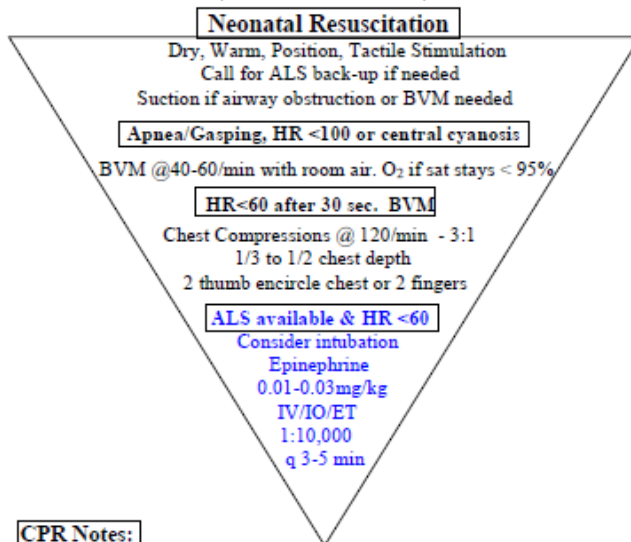 Neonatal Resuscitation
Dry, Warm, Position, Tactile Stimulation
Call for ALS back-up if needed
Suction if airway obstruction or BVM needed
Apnea/Gasping, HR <100 or central cyanosis
BVM @40-60/min with room air. O₂ if sat stays < 95%
HR<60 after 30 sec. BVM
Chest Compressions @ 120/min - 3:1
1/3 to 1/2 chest depth
2 thumb encircle chest or 2 fingers
ALS available & HR <60
Consider intubation
Epinephrine
0.01-0.03mg/kg
IV/IO/ET
1:10,000
q 3-5 min
CPR Notes: